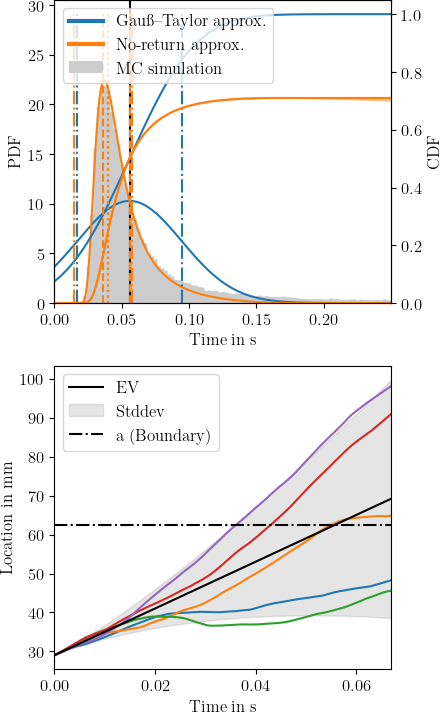 Gauß–Taylor approx.
No-return approx.
MC simulation
PDF
30
25
20
15
10
5
0
CDF
1.0
0.8
0.6
0.4
0.2
0.0
0.00 0.05 0.10 0.15 0.20
Time in s
EV
Stddev
a (Boundary)
Location in mm
100
90
80
70
60
50
40
30
0.00 0.02 0.04 0.06
Time in s